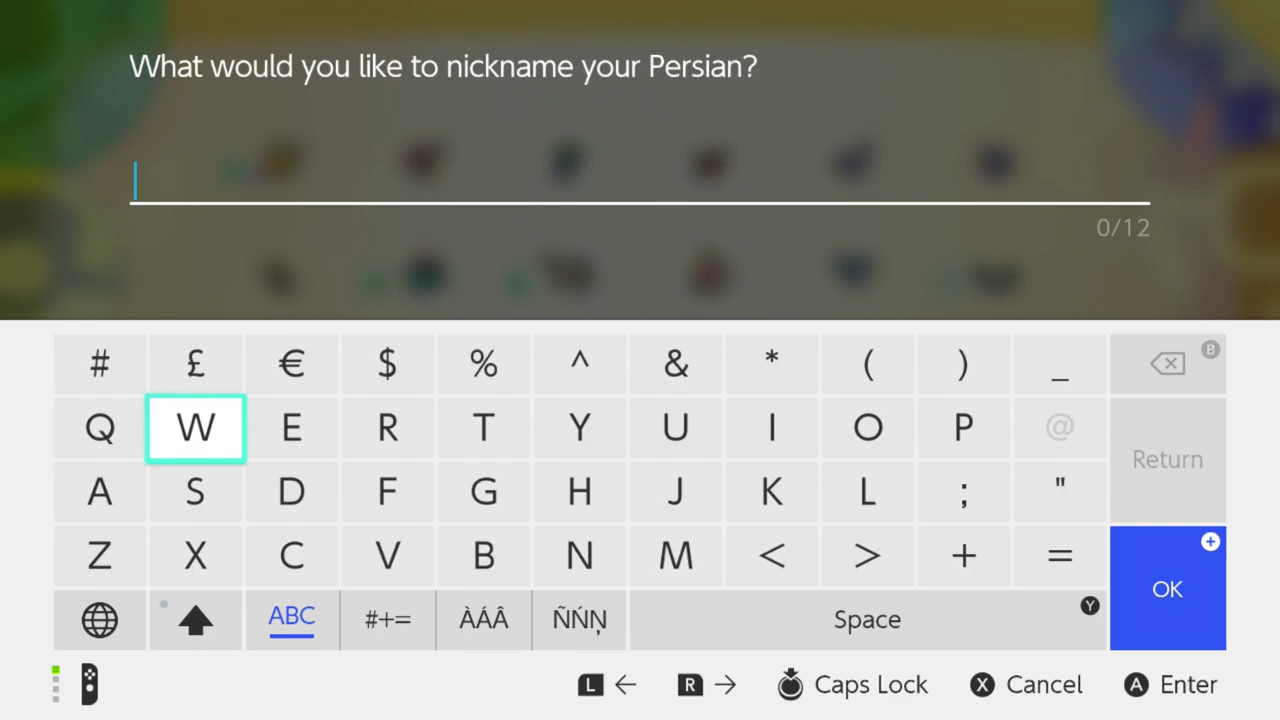 What would you like to nickname your Persian?
0/12
# £ € $ % ^ & * ( ) _ B
Q W E R T Y U I O P @
Return
A S D F G H J K L ; "
Z X C V B N M < > + = +
OK
ABC #+= ÀÁÂ ÑŃŅ Space Y
L ← R → Caps Lock X Cancel A Enter